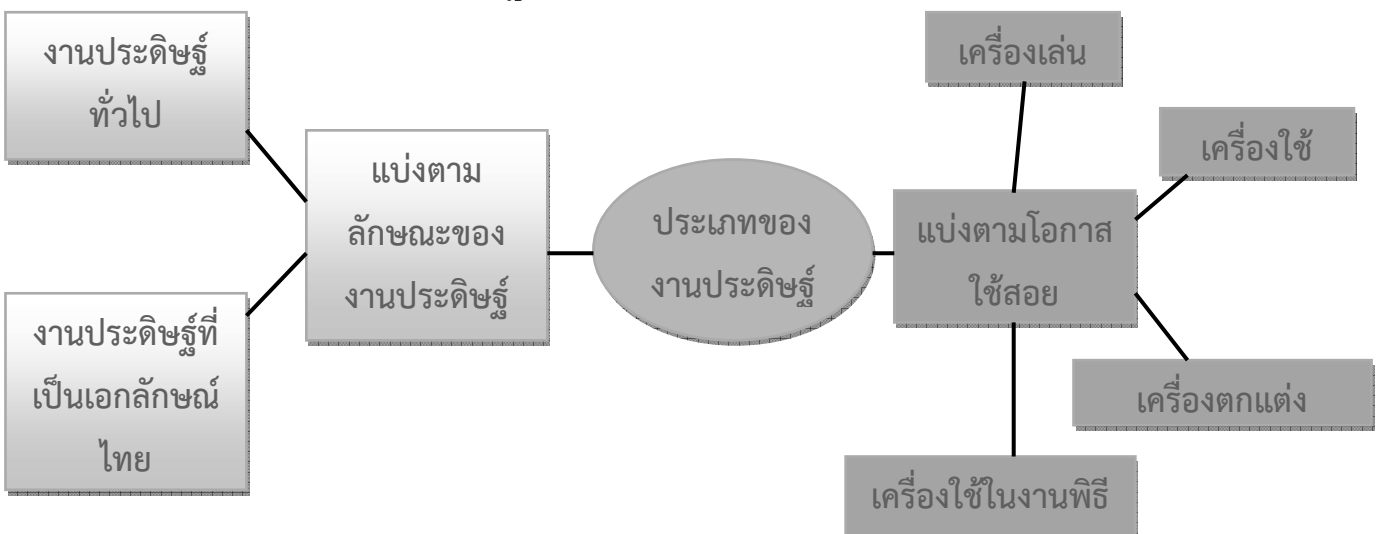 งานประดิษฐ์
ทั่วไป
งานประดิษฐ์ที่
เป็นเอกลักษณ์
ไทย
แบ่งตาม
ลักษณะของ
งานประดิษฐ์
ประเภทของ
งานประดิษฐ์
แบ่งตามโอกาส
ใช้สอย
เครื่องเล่น
เครื่องใช้
เครื่องตกแต่ง
เครื่องใช้ในงานพิธี